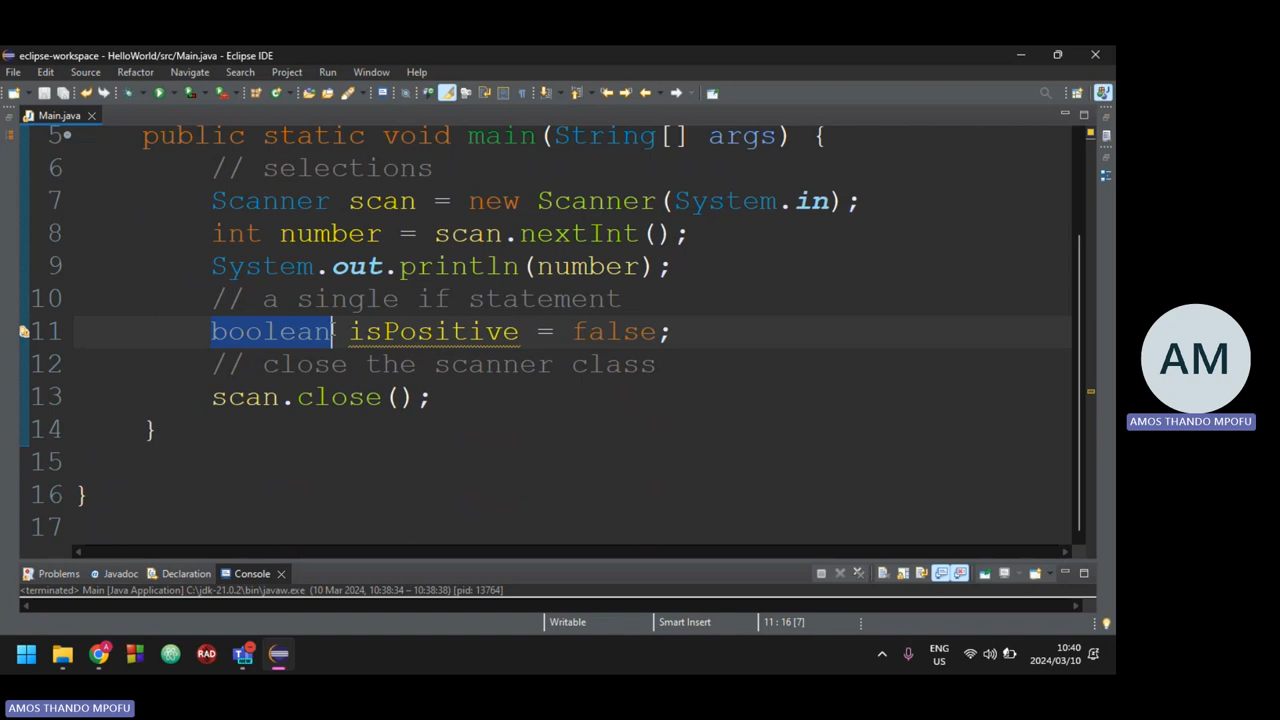 eclipse-workspace - HelloWorld/src/Main.java - Eclipse IDE
File Edit Source Refactor Navigate Search Project Run Window Help
Main.java
5 public static void main(String[] args) {
6 // selections
7 Scanner scan = new Scanner(System.in);
8 int number = scan.nextInt();
9 System.out.println(number);
10 // a single if statement
11 boolean isPositive = false;
12 // close the scanner class
13 scan.close();
14 }
15
16 }
17
AM
AMOS THANDO MPOFU
Problems Javadoc Declaration Console
<terminated> Main [Java Application] C:\jdk-21.0.2\bin\javaw.exe (10 Mar 2024, 10:38:34 – 10:38:38) [pid: 13764]
Writable Smart Insert 11 : 16 [7]
RAD
ENG
US
10:40
2024/03/10
AMOS THANDO MPOFU